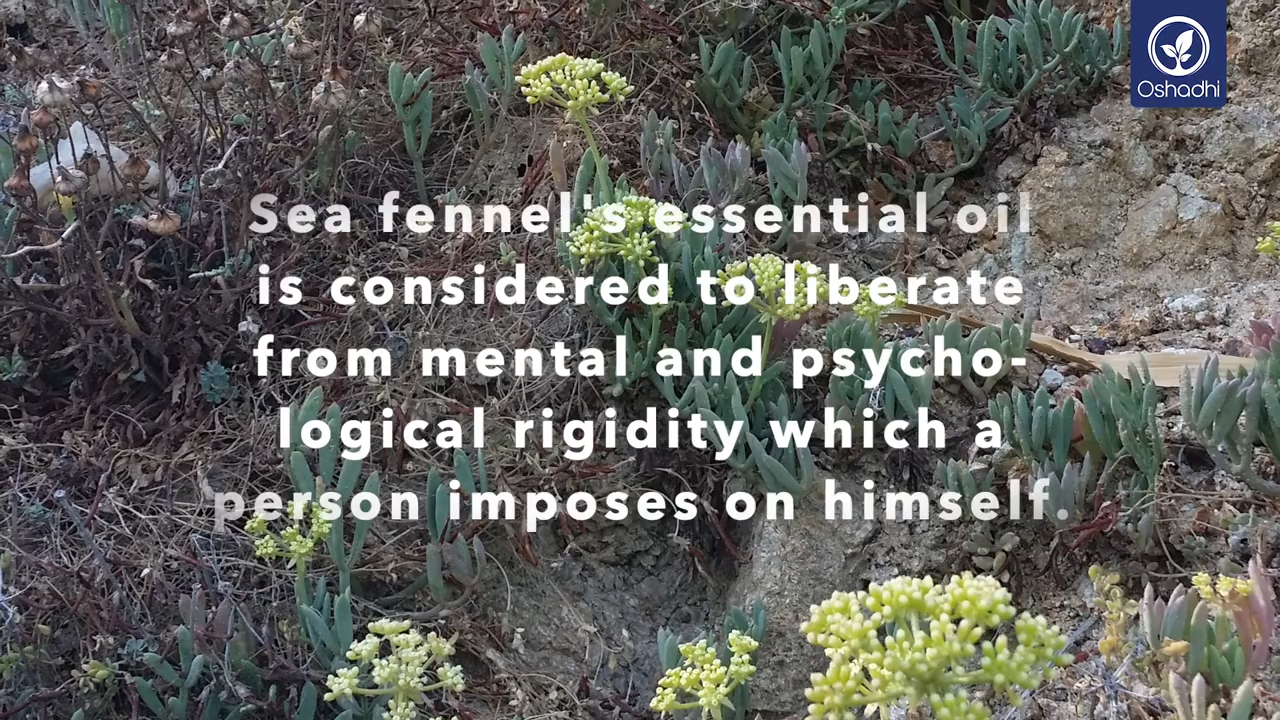 Oshadhi
Sea fennel's essential oil
is considered to liberate
from mental and psycho-
logical rigidity which a
person imposes on himself.